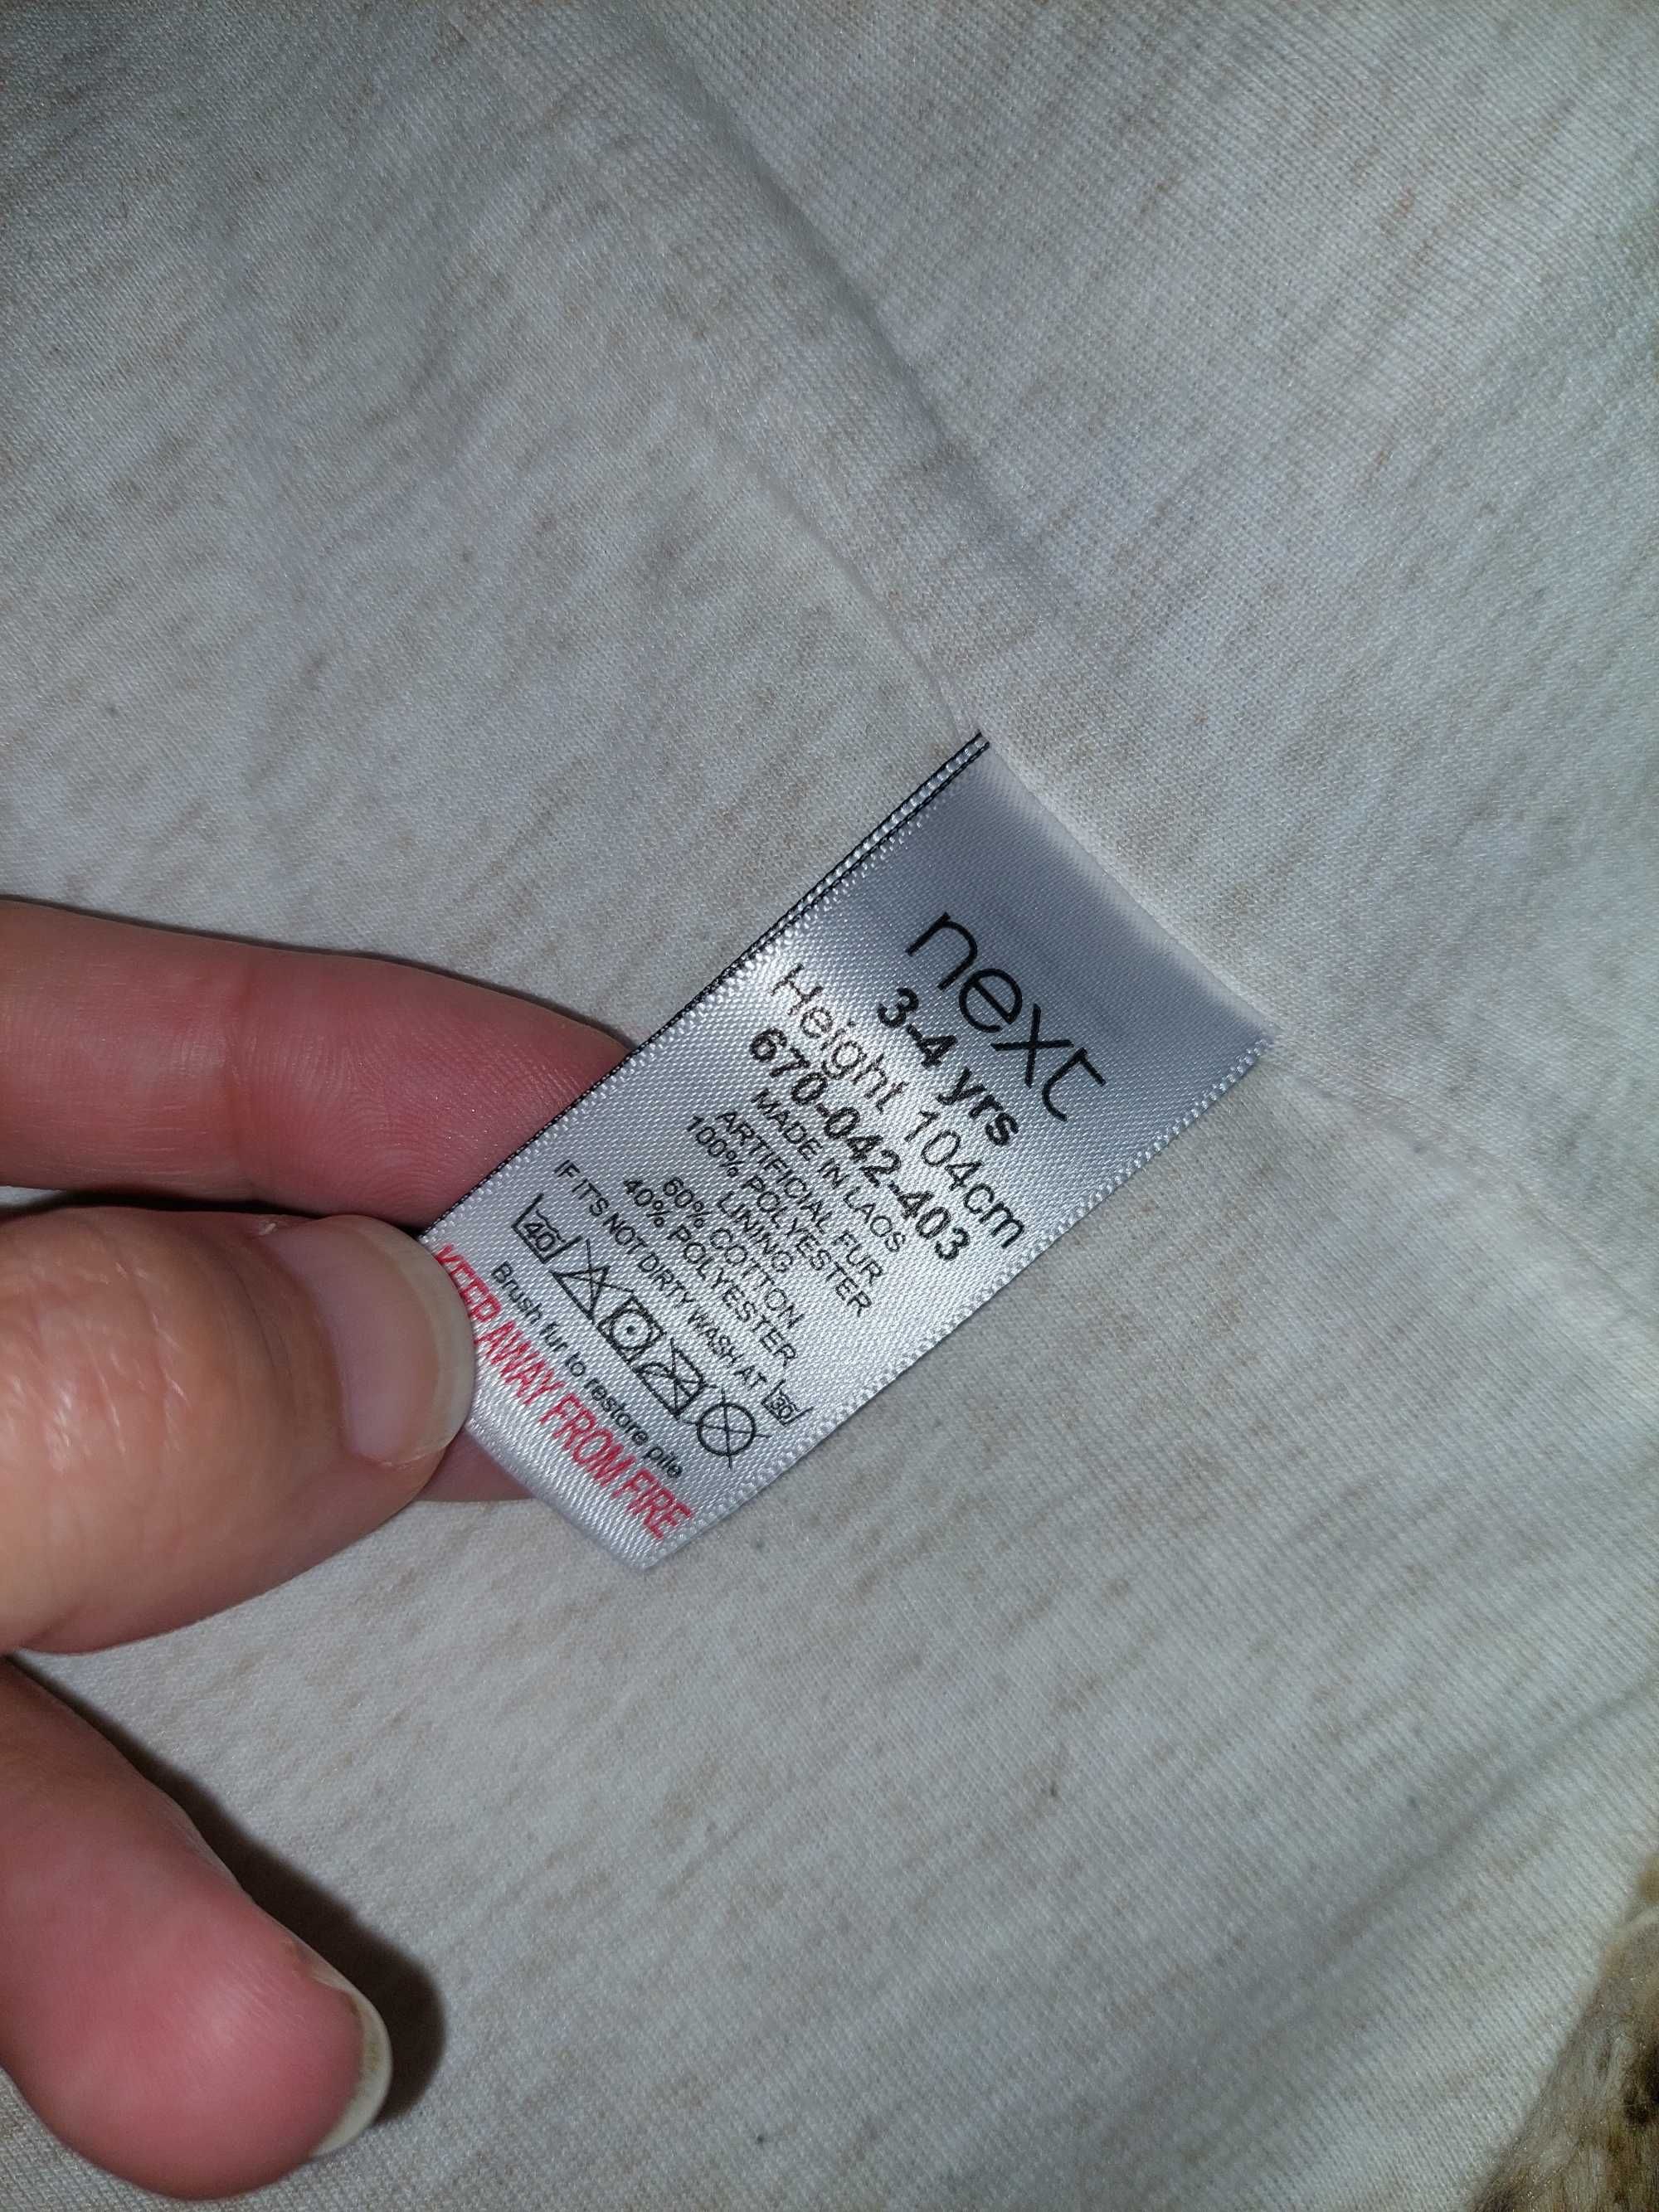 next
3-4 yrs
Height 104cm
670-042-403
MADE IN LAOS
ARTIFICIAL FUR
100% POLYESTER
LINING
60% COTTON
40% POLYESTER
IF ITS NOT DIRTY WASH AT 30
40
Brush fur to restore pile
KEEP AWAY FROM FIRE